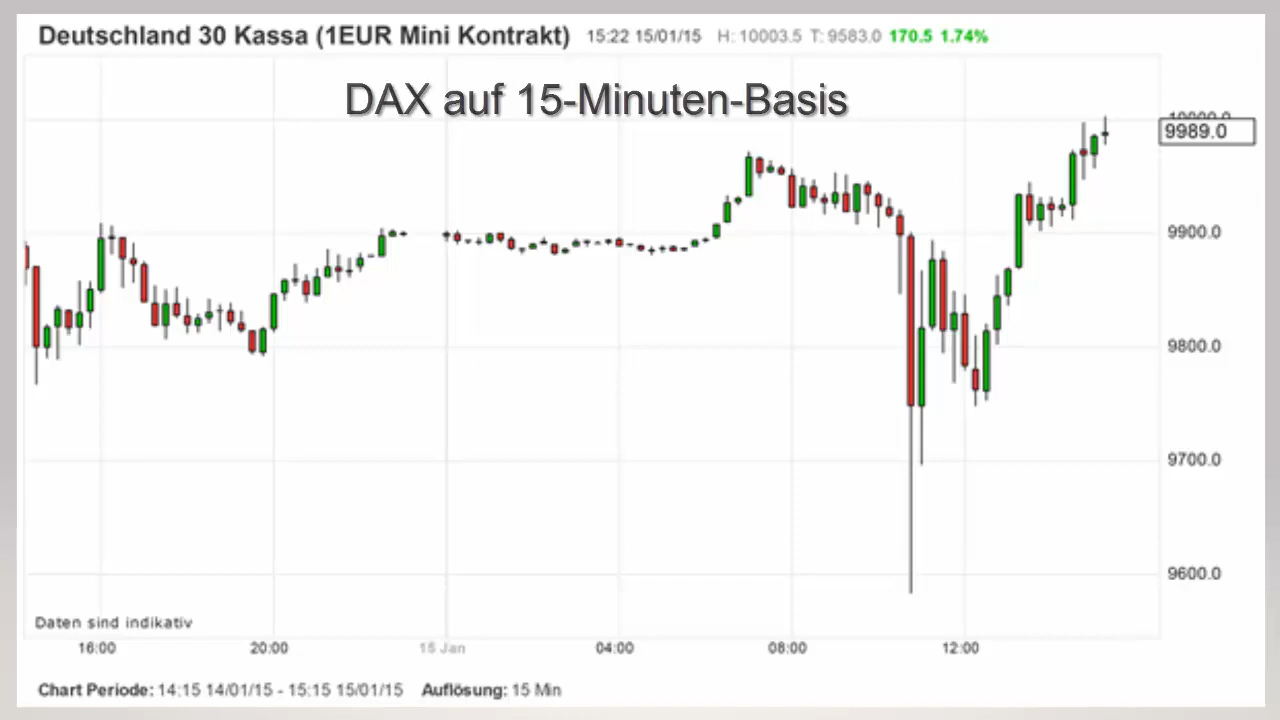 Deutschland 30 Kassa (1EUR Mini Kontrakt) 15:22 15/01/15 H: 10003.5 T: 9583.0 170.5 1.74%
DAX auf 15-Minuten-Basis
10000.0
9989.0
9900.0
9800.0
9700.0
9600.0
Daten sind indikativ
16:00 20:00 15 Jan 04:00 08:00 12:00
Chart Periode: 14:15 14/01/15 - 15:15 15/01/15 Auflösung: 15 Min